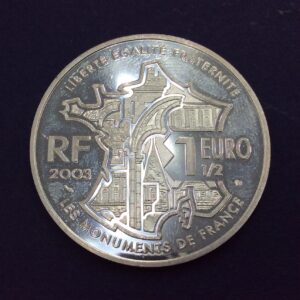 LIBERTÉ ÉGALITÉ FRATERNITÉ
RF
2003
1 EURO
1/2
LES MONUMENTS DE FRANCE